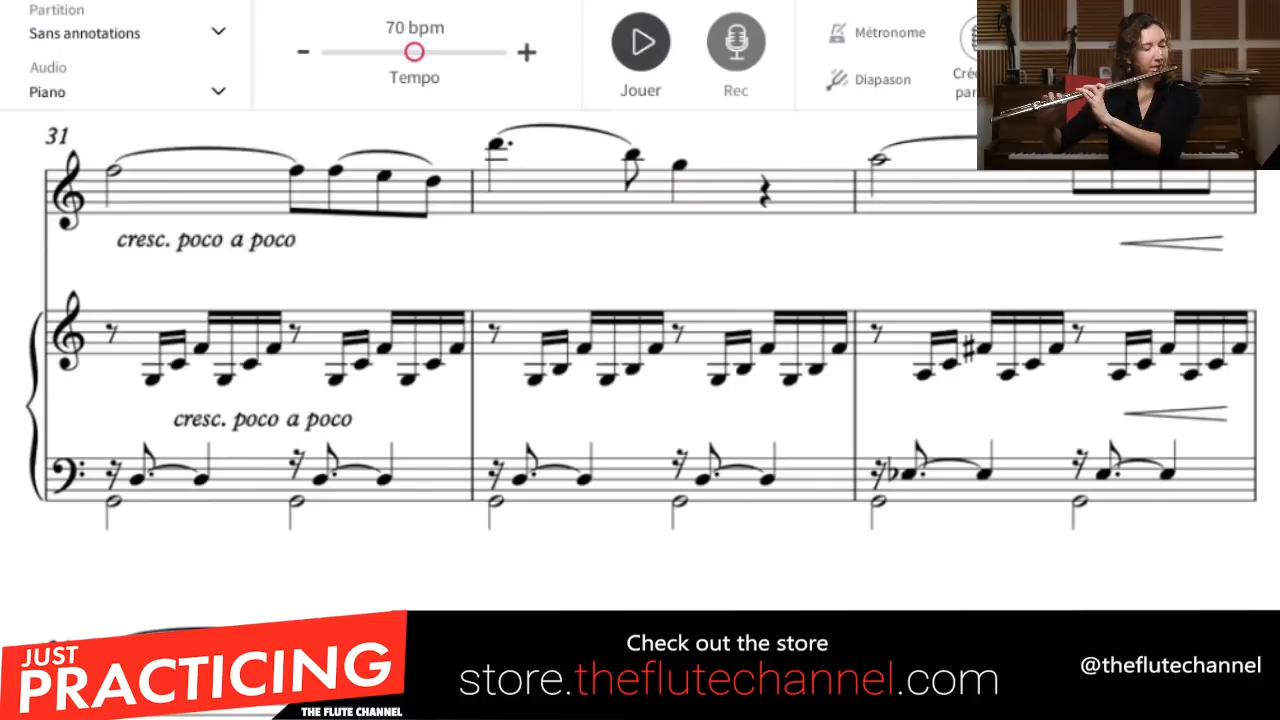 Partition
Sans annotations
Audio
Piano
70 bpm
Tempo
Jouer
Rec
Métronome
Diapason
31
cresc. poco a poco
cresc. poco a poco
JUST
PRACTICING
THE FLUTE CHANNEL
Check out the store
store.theflutechannel.com
@theflutechannel